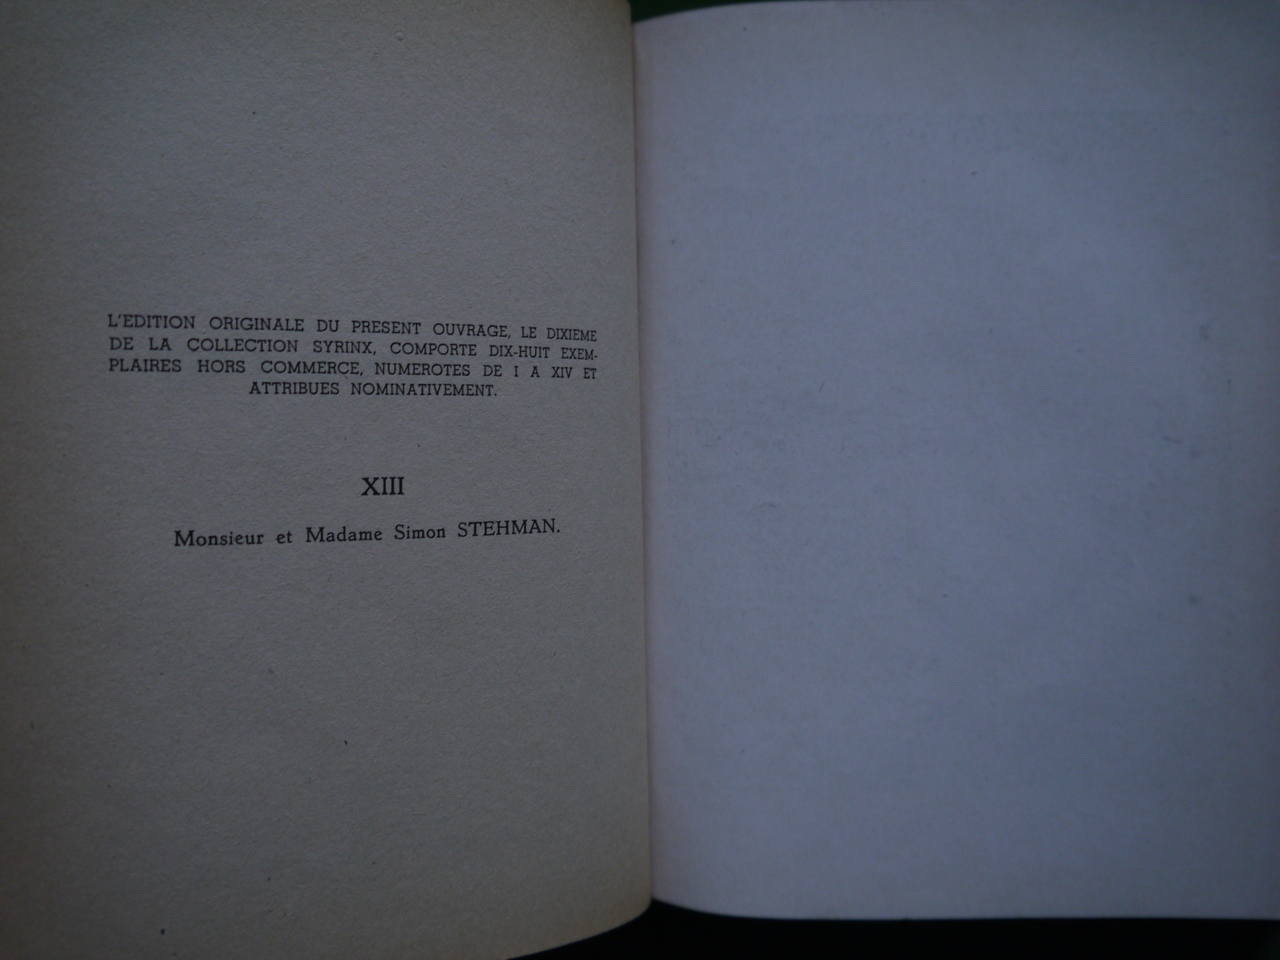 L'EDITION ORIGINALE DU PRESENT OUVRAGE, LE DIXIEME
DE LA COLLECTION SYRINX, COMPORTE DIX-HUIT EXEM-
PLAIRES HORS COMMERCE, NUMEROTES DE I A XIV ET
ATTRIBUES NOMINATIVEMENT.
XIII
Monsieur et Madame Simon STEHMAN.